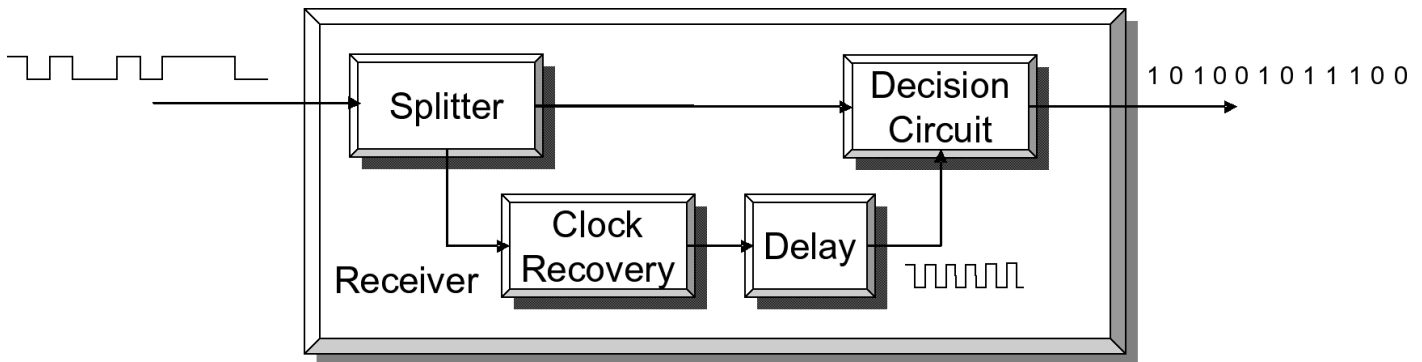 Splitter
Decision
Circuit
1 0 1 0 0 1 0 1 1 1 0 0
Clock
Recovery
Delay
Receiver